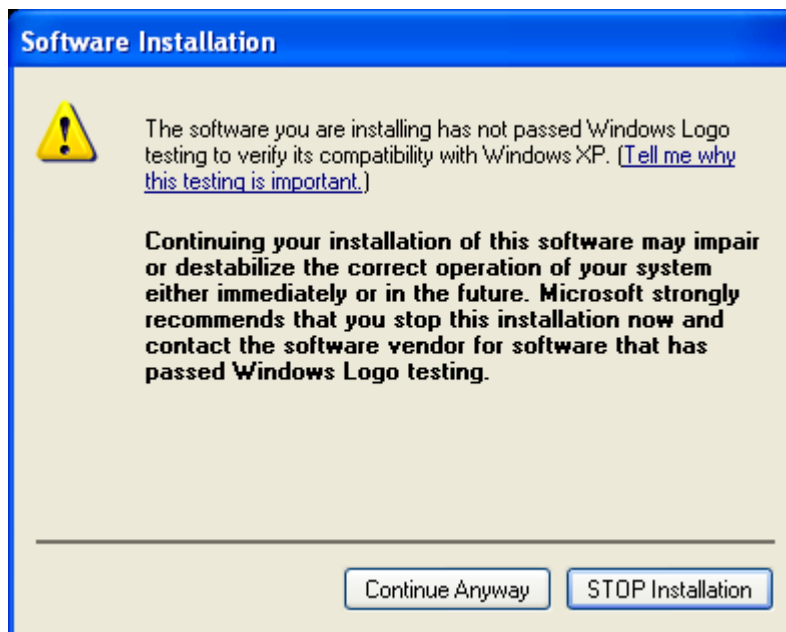 Software Installation
The software you are installing has not passed Windows Logo
testing to verify its compatibility with Windows XP. (Tell me why
this testing is important.)
Continuing your installation of this software may impair
or destabilize the correct operation of your system
either immediately or in the future. Microsoft strongly
recommends that you stop this installation now and
contact the software vendor for software that has
passed Windows Logo testing.
Continue Anyway
STOP Installation